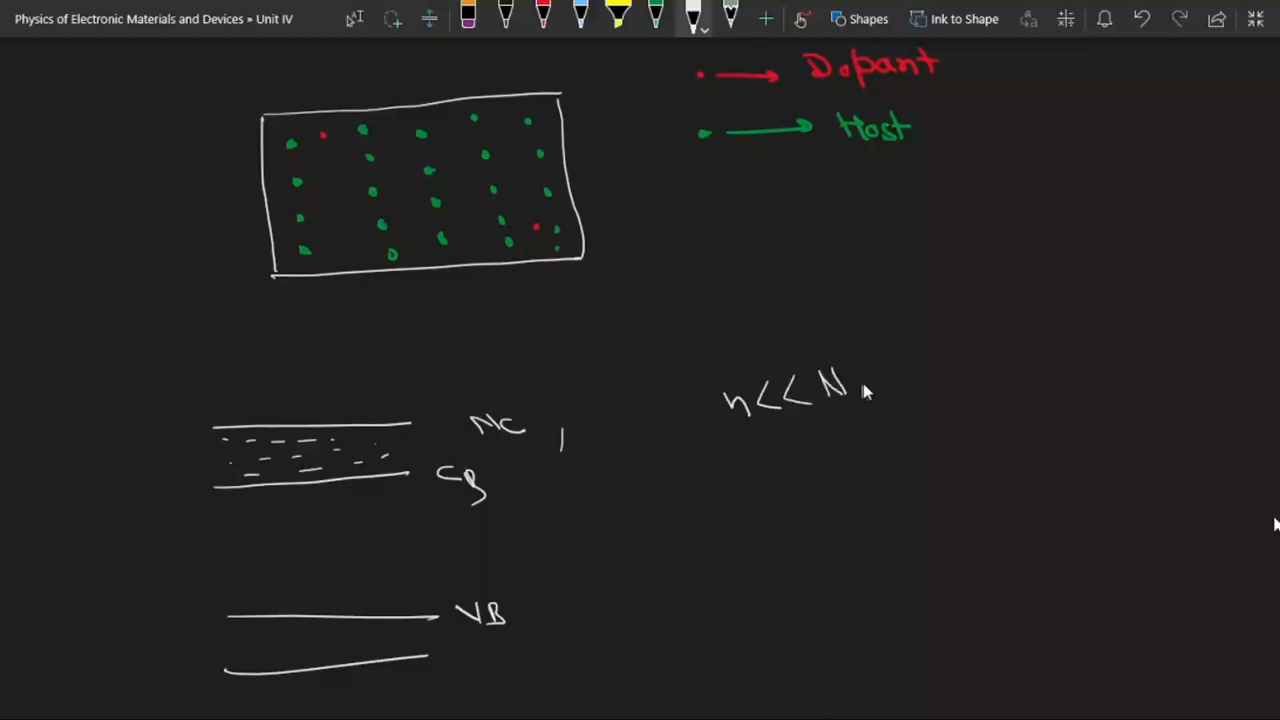 Physics of Electronic Materials and Devices » Unit IV
Shapes
Ink to Shape
Dopant
Host
n<<N
NC
CB
VB